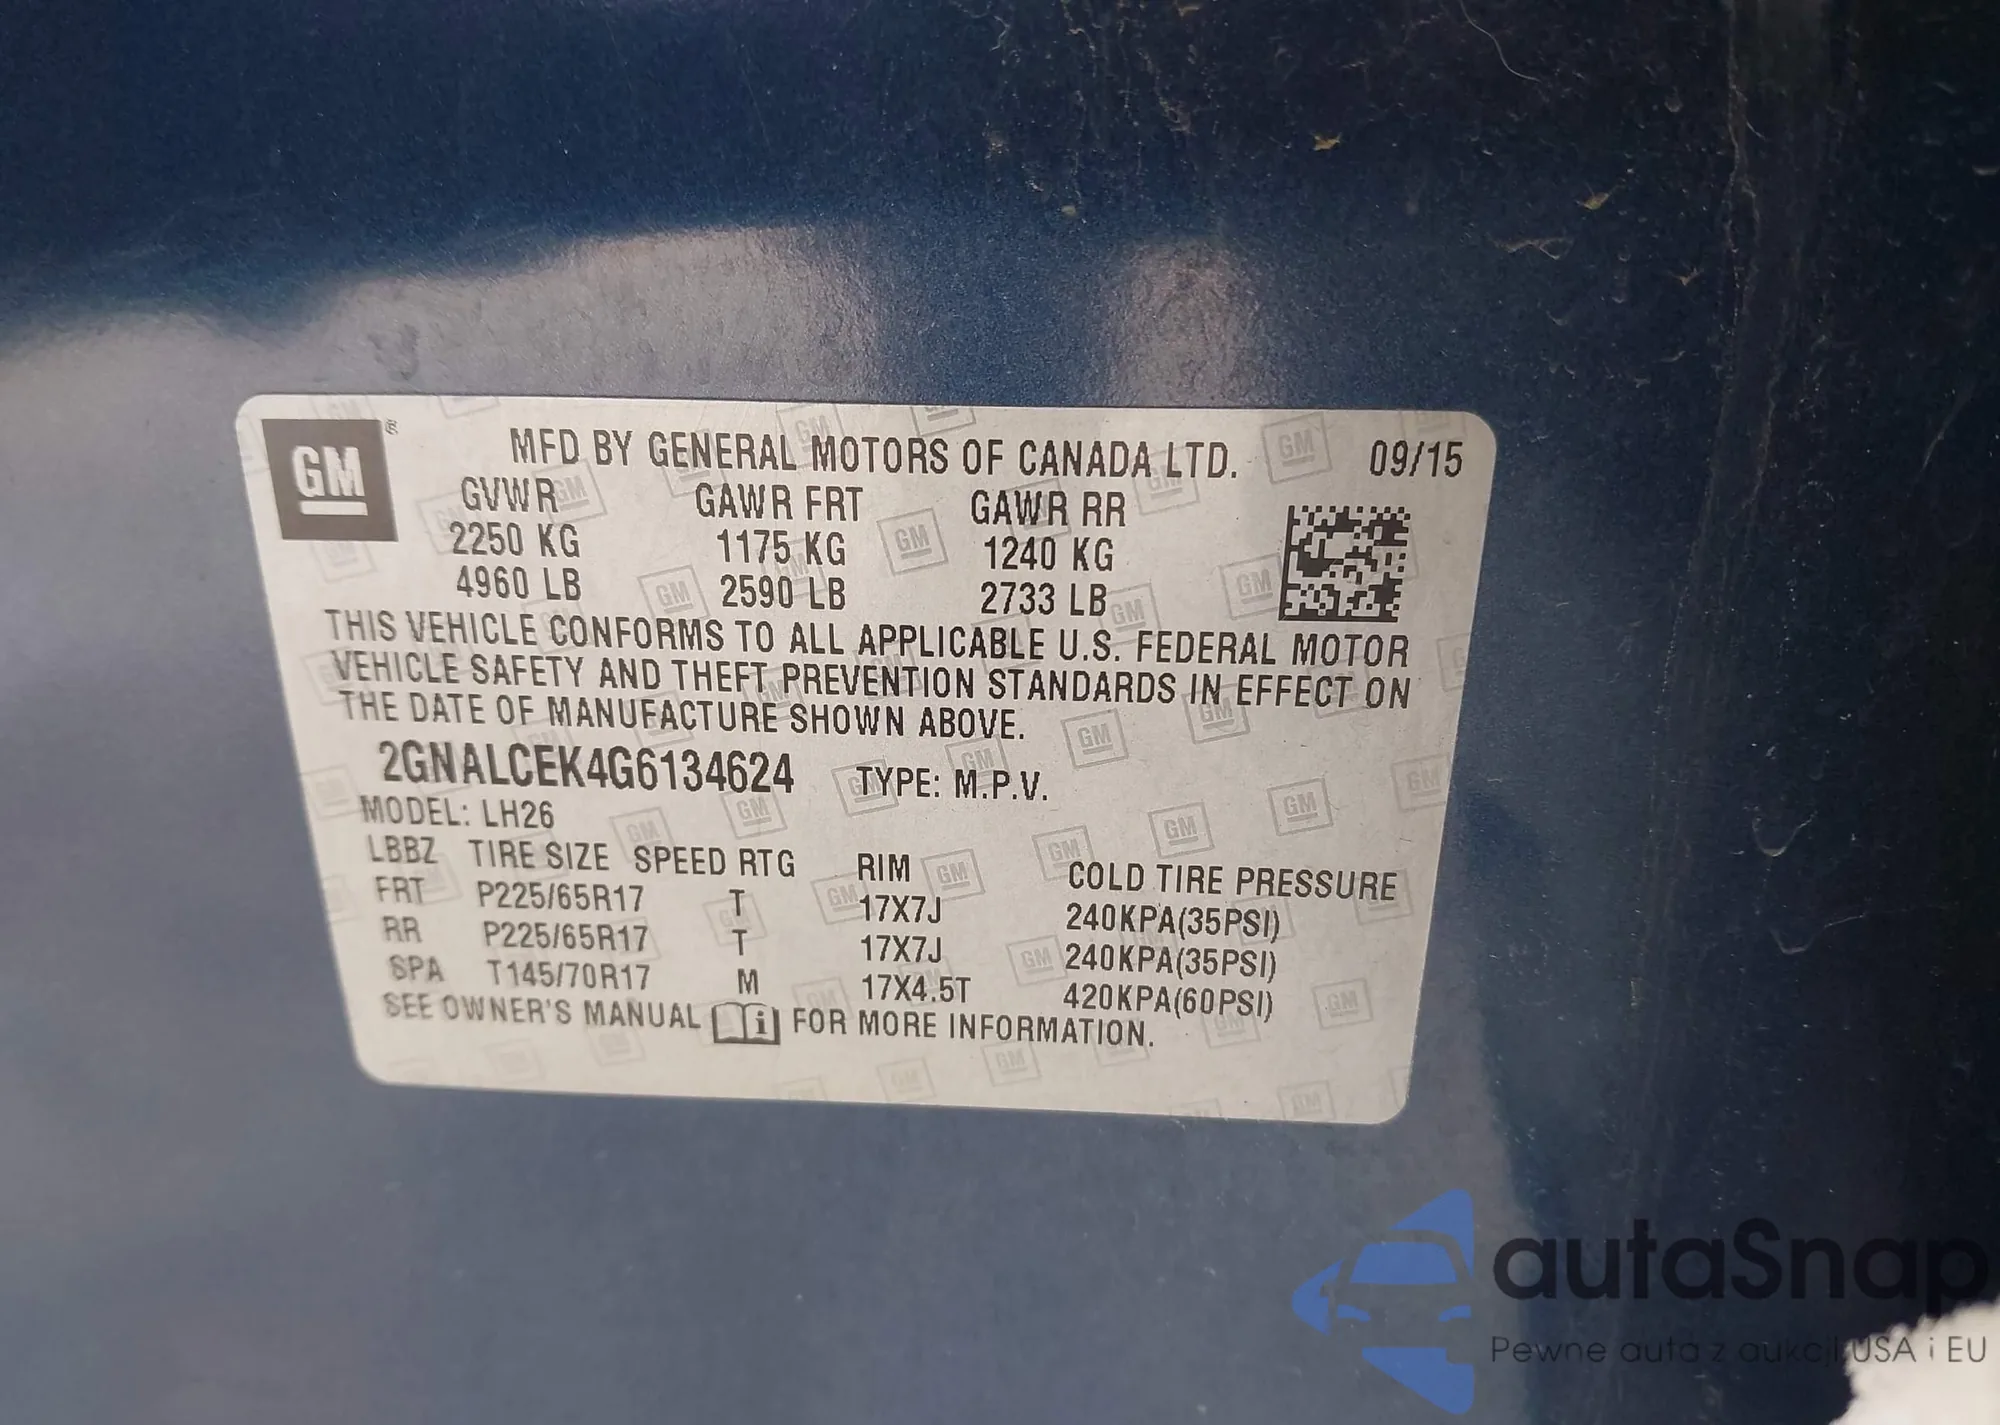 GM®
MFD BY GENERAL MOTORS OF CANADA LTD. 09/15
GVWR GAWR FRT GAWR RR
2250 KG 1175 KG 1240 KG
4960 LB 2590 LB 2733 LB
THIS VEHICLE CONFORMS TO ALL APPLICABLE U.S. FEDERAL MOTOR
VEHICLE SAFETY AND THEFT PREVENTION STANDARDS IN EFFECT ON
THE DATE OF MANUFACTURE SHOWN ABOVE.
2GNALCEK4G6134624 TYPE: M.P.V.
MODEL: LH26
LBBZ TIRE SIZE SPEED RTG RIM COLD TIRE PRESSURE
FRT P225/65R17 T 17X7J 240KPA(35PSI)
RR P225/65R17 T 17X7J 240KPA(35PSI)
SPA T145/70R17 M 17X4.5T 420KPA(60PSI)
SEE OWNER'S MANUAL i FOR MORE INFORMATION.
autaSnap
Pewne auta z aukcji USA i EU